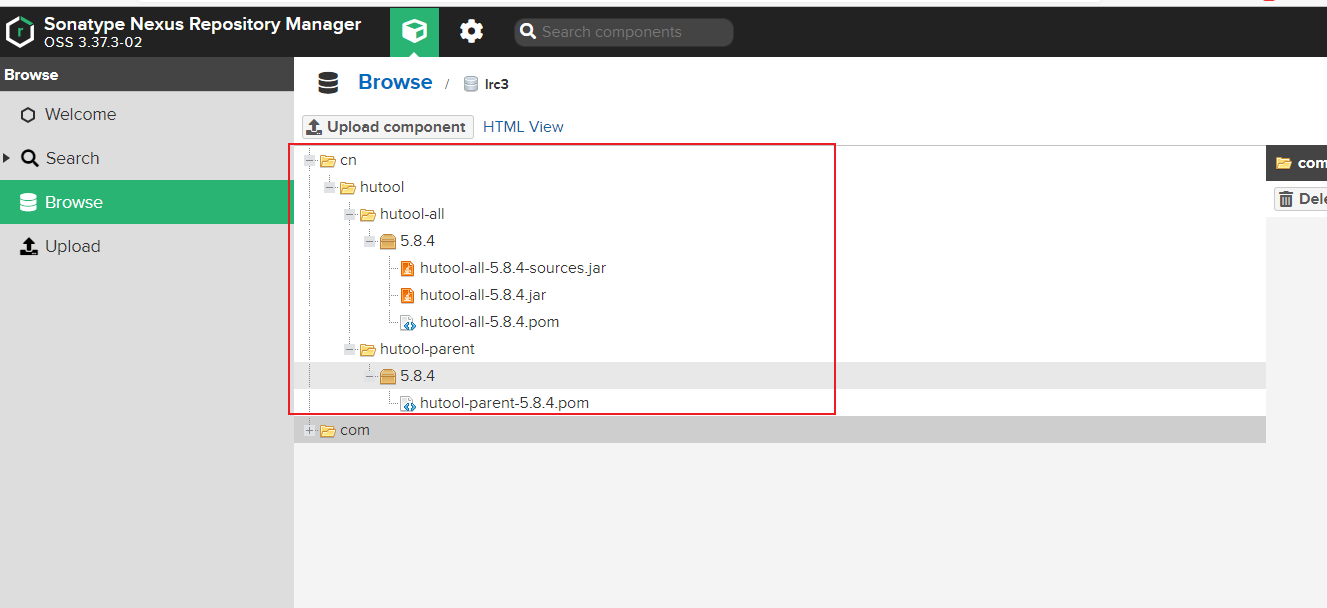 Sonatype Nexus Repository Manager
OSS 3.37.3-02
Search components
Browse
Welcome
Search
Browse
Upload
Browse / lrc3
Upload component HTML View
cn
hutool
hutool-all
5.8.4
hutool-all-5.8.4-sources.jar
hutool-all-5.8.4.jar
hutool-all-5.8.4.pom
hutool-parent
5.8.4
hutool-parent-5.8.4.pom
com
com
Dele